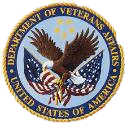 DEPARTMENT OF VETERANS AFFAIRS
UNITED STATES OF AMERICA